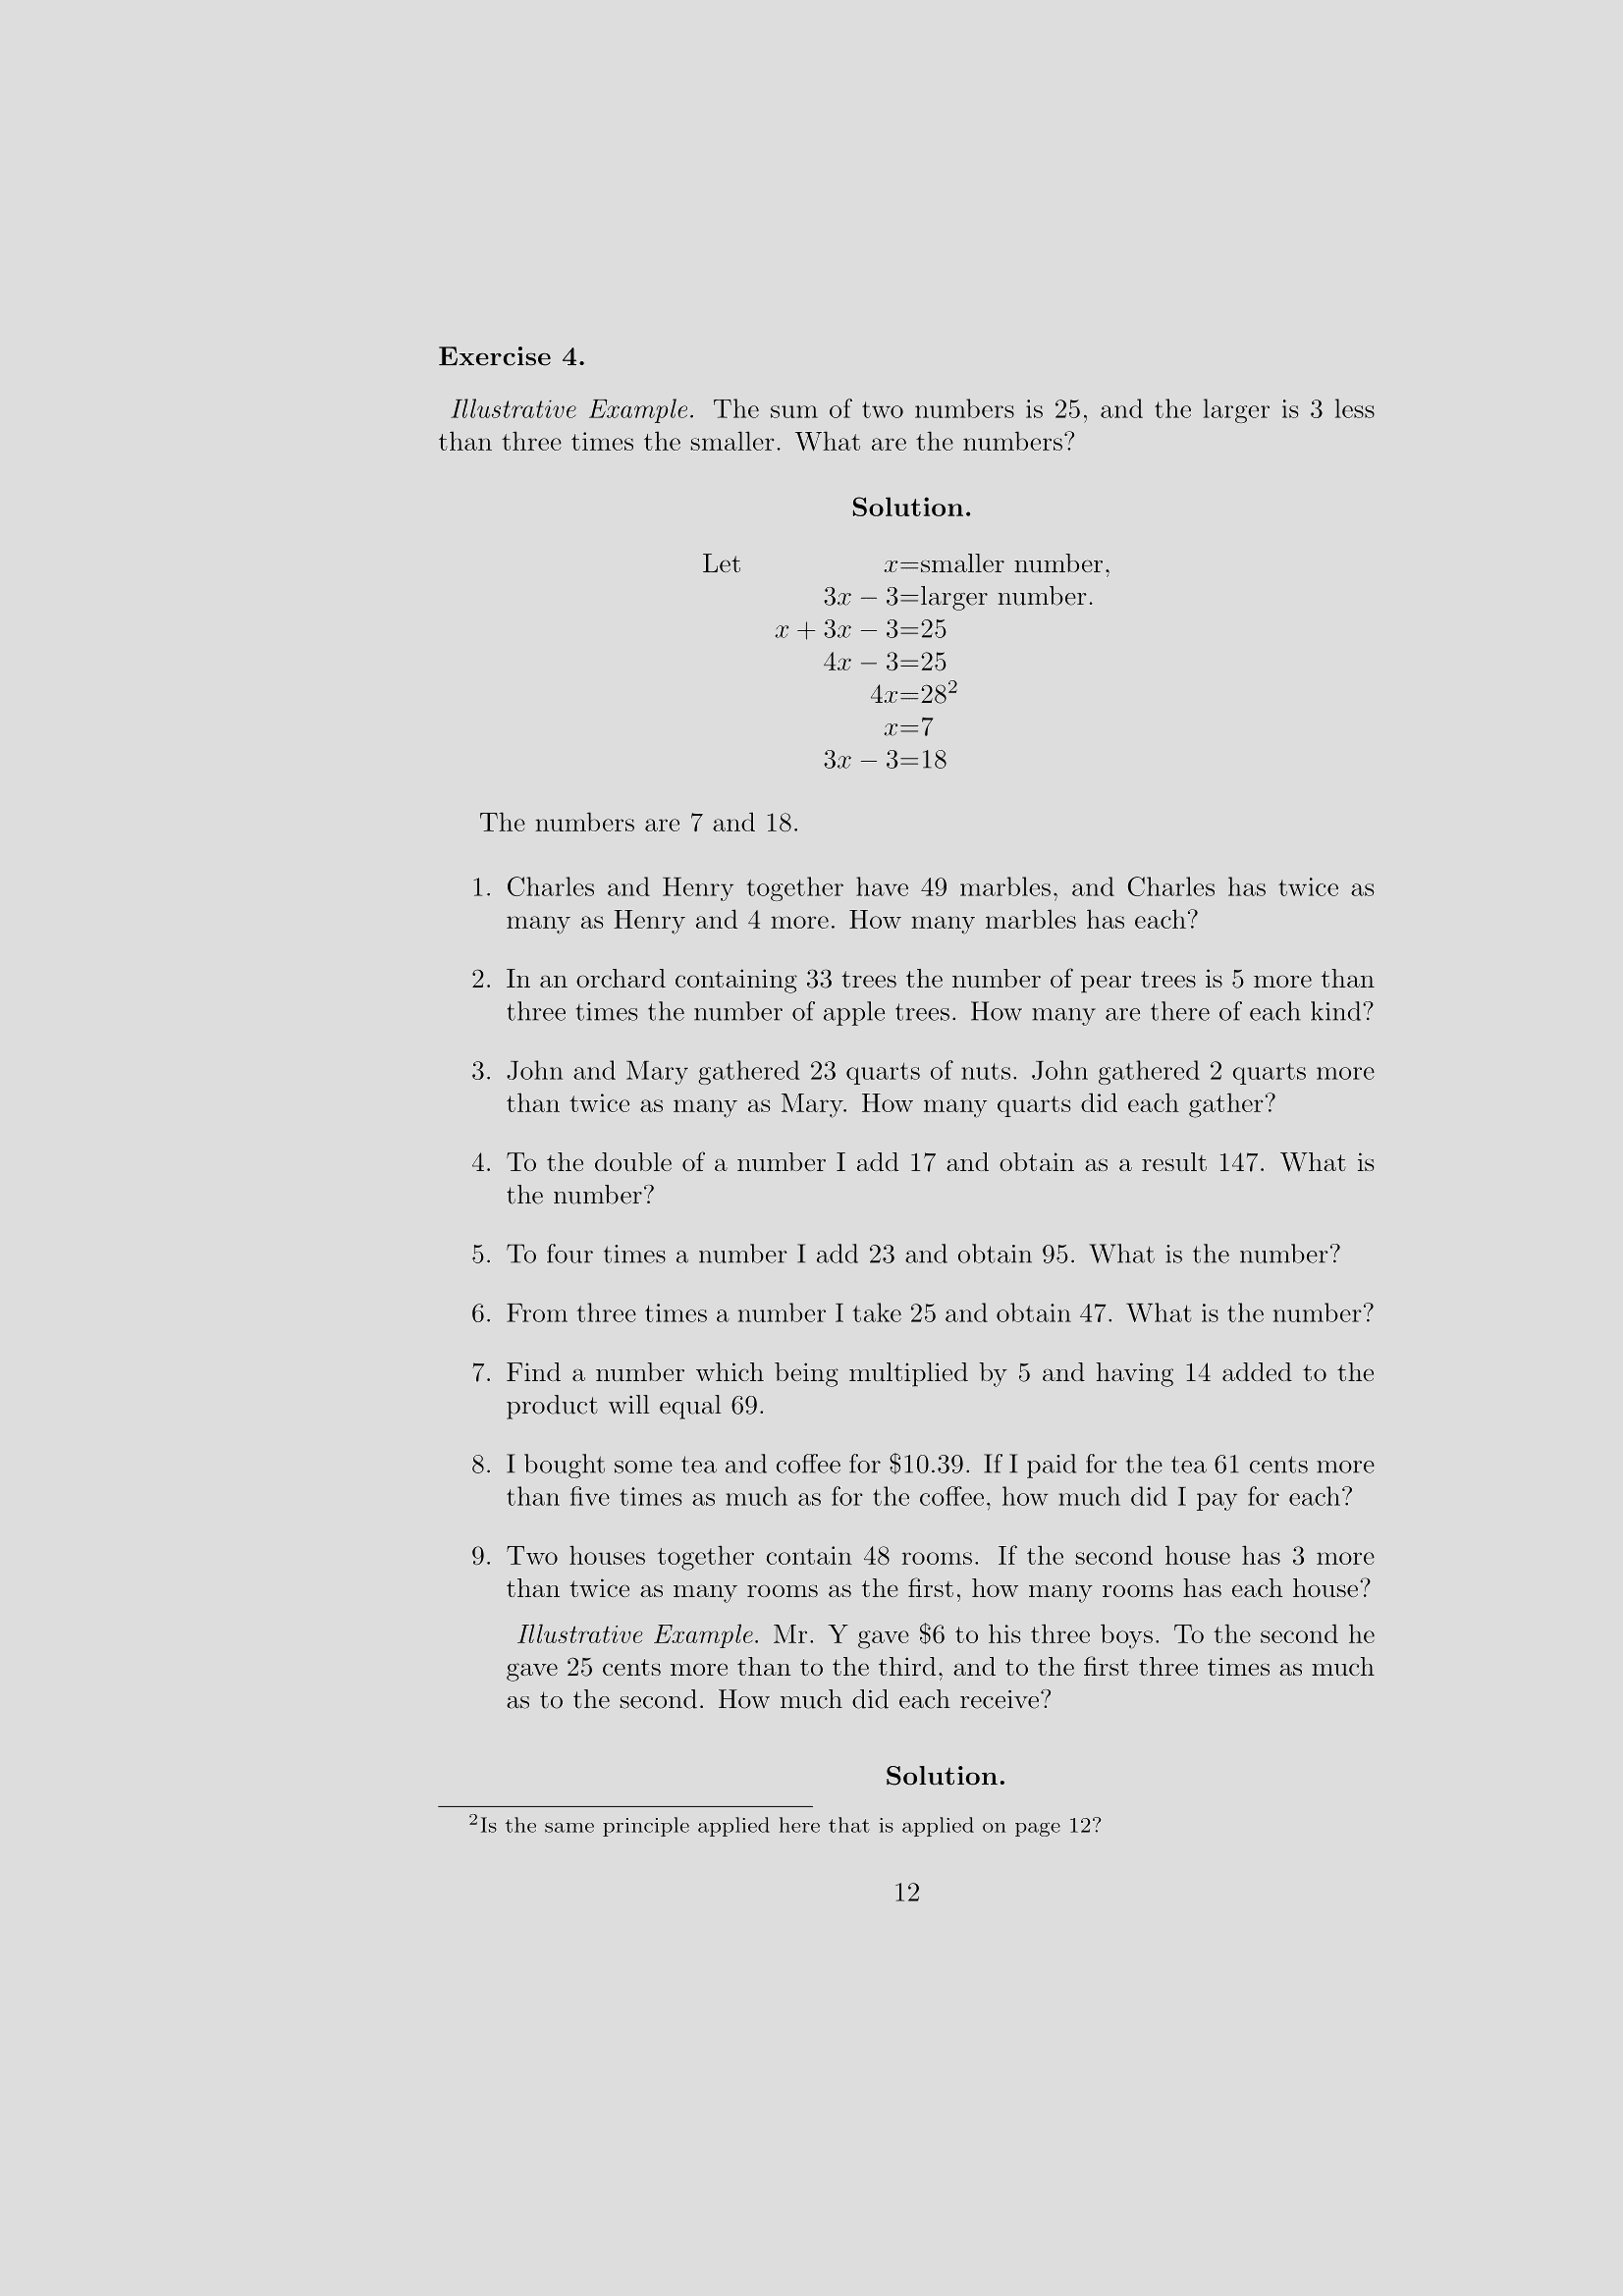 Exercise 4.
Illustrative Example. The sum of two numbers is 25, and the larger is 3 less
than three times the smaller. What are the numbers?
Solution.
Let x=smaller number,
3x − 3=larger number.
x + 3x − 3=25
4x − 3=25
4x=28²
x=7
3x − 3=18
The numbers are 7 and 18.
1. Charles and Henry together have 49 marbles, and Charles has twice as
many as Henry and 4 more. How many marbles has each?
2. In an orchard containing 33 trees the number of pear trees is 5 more than
three times the number of apple trees. How many are there of each kind?
3. John and Mary gathered 23 quarts of nuts. John gathered 2 quarts more
than twice as many as Mary. How many quarts did each gather?
4. To the double of a number I add 17 and obtain as a result 147. What is
the number?
5. To four times a number I add 23 and obtain 95. What is the number?
6. From three times a number I take 25 and obtain 47. What is the number?
7. Find a number which being multiplied by 5 and having 14 added to the
product will equal 69.
8. I bought some tea and coffee for $10.39. If I paid for the tea 61 cents more
than five times as much as for the coffee, how much did I pay for each?
9. Two houses together contain 48 rooms. If the second house has 3 more
than twice as many rooms as the first, how many rooms has each house?
Illustrative Example. Mr. Y gave $6 to his three boys. To the second he
gave 25 cents more than to the third, and to the first three times as much
as to the second. How much did each receive?
Solution.
²Is the same principle applied here that is applied on page 12?
12